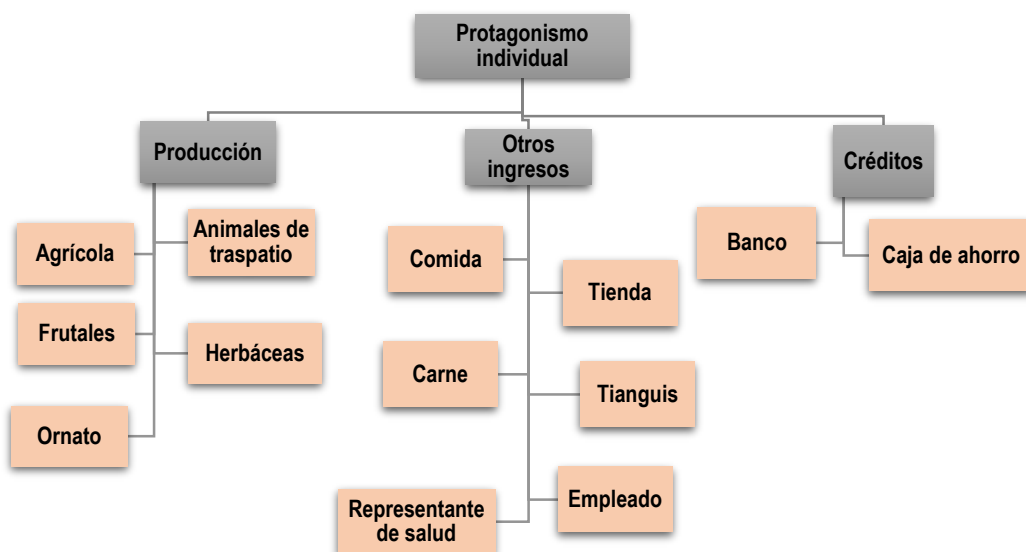 Protagonismo
individual
Producción
Otros
ingresos
Créditos
Agrícola
Animales de
traspatio
Frutales
Herbáceas
Ornato
Comida
Tienda
Carne
Tianguis
Representante
de salud
Empleado
Banco
Caja de ahorro